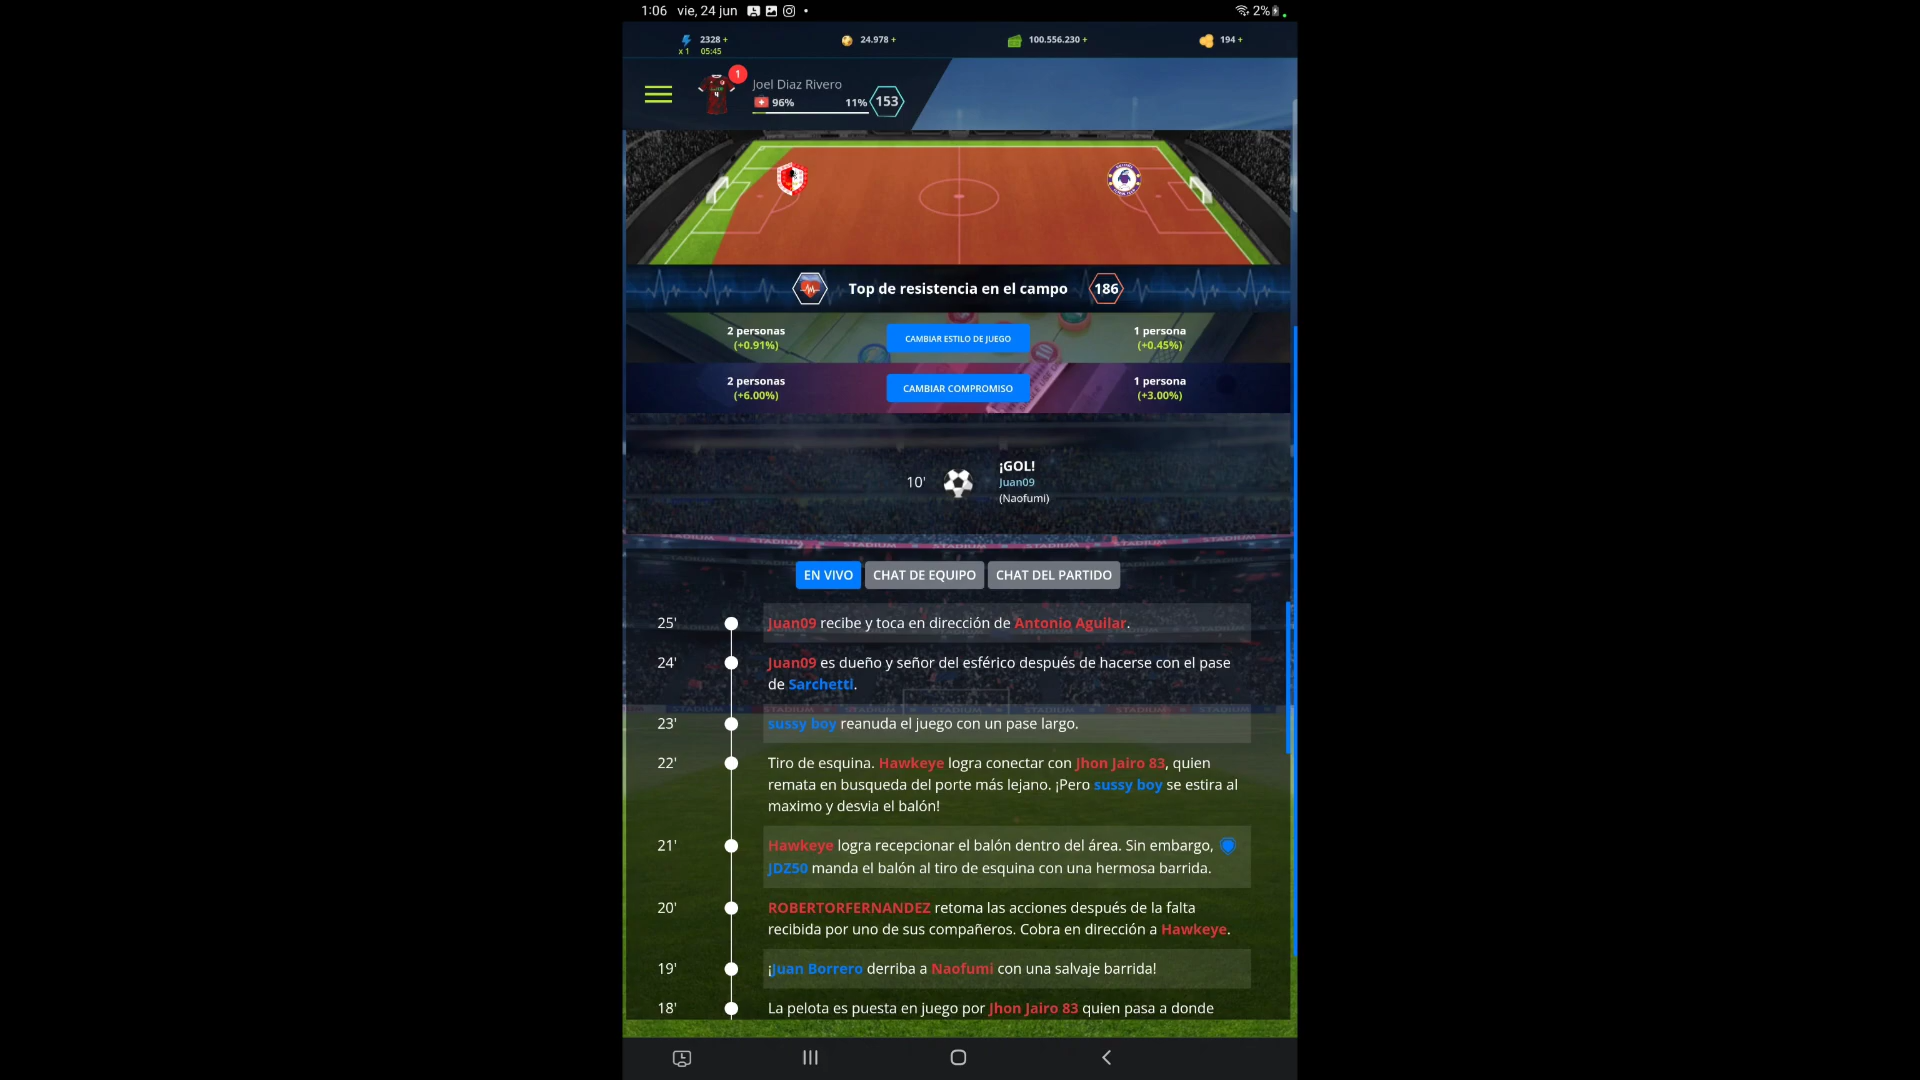 1:06 vie, 24 jun 2%
2328 + 24.978 + 100.556.230 + 194 +
x 1 05:45
1
Joel Diaz Rivero
96% 11% 153
4
Top de resistencia en el campo 186
2 personas CAMBIAR ESTILO DE JUEGO 1 persona
(+0.91%) (+0.45%)
2 personas CAMBIAR COMPROMISO 1 persona
(+6.00%) (+3.00%)
¡GOL!
10' Juan09
(Naofumi)
STADIUM STADIUM STADIUM STADIUM STADIUM STADIUM
EN VIVO CHAT DE EQUIPO CHAT DEL PARTIDO
25' Juan09 recibe y toca en dirección de Antonio Aguilar.
24' Juan09 es dueño y señor del esférico después de hacerse con el pase
de Sarchetti.
23' sussy boy reanuda el juego con un pase largo.
22' Tiro de esquina. Hawkeye logra conectar con Jhon Jairo 83, quien
remata en busqueda del porte más lejano. ¡Pero sussy boy se estira al
maximo y desvia el balón!
21' Hawkeye logra recepcionar el balón dentro del área. Sin embargo,
JDZ50 manda el balón al tiro de esquina con una hermosa barrida.
20' ROBERTORFERNANDEZ retoma las acciones después de la falta
recibida por uno de sus compañeros. Cobra en dirección a Hawkeye.
19' ¡Juan Borrero derriba a Naofumi con una salvaje barrida!
18' La pelota es puesta en juego por Jhon Jairo 83 quien pasa a donde